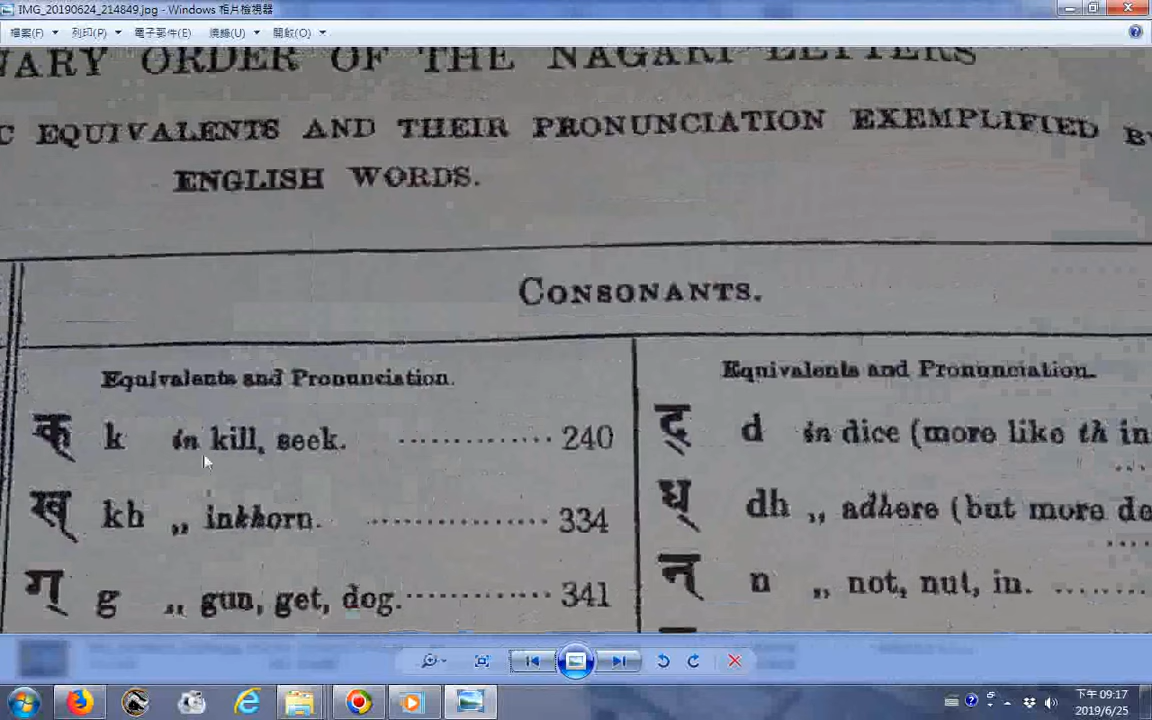 IMG_20190624_214849.jpg - Windows 相片檢視器
檔案(F) 列印(P) 電子郵件(E) 燒錄(U) 開啟(O)
ORDER OF THE NAGARI LETTERS
EQUIVALENTS AND THEIR PRONUNCIATION EXEMPLIFIED
ENGLISH WORDS.
CONSONANTS.
Equivalents and Pronunciation.
क् k in kill, seek. 240
ख् kh „ inkhorn. 334
ग् g „ gun, get, dog. 341
Equivalents and Pronunciation.
द् d in dice (more like th in
ध् dh „ adhere (but more
न् n „ not, nut, in.
下午 09:17
2019/6/25